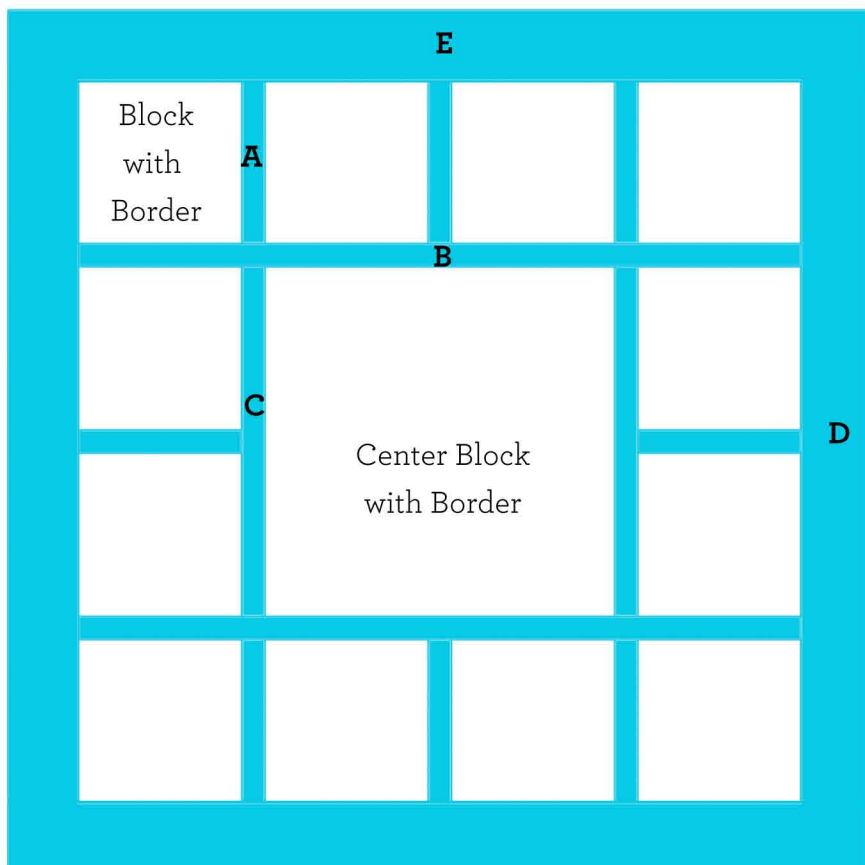 E
Block
with
Border
A
B
C
D
Center Block
with Border